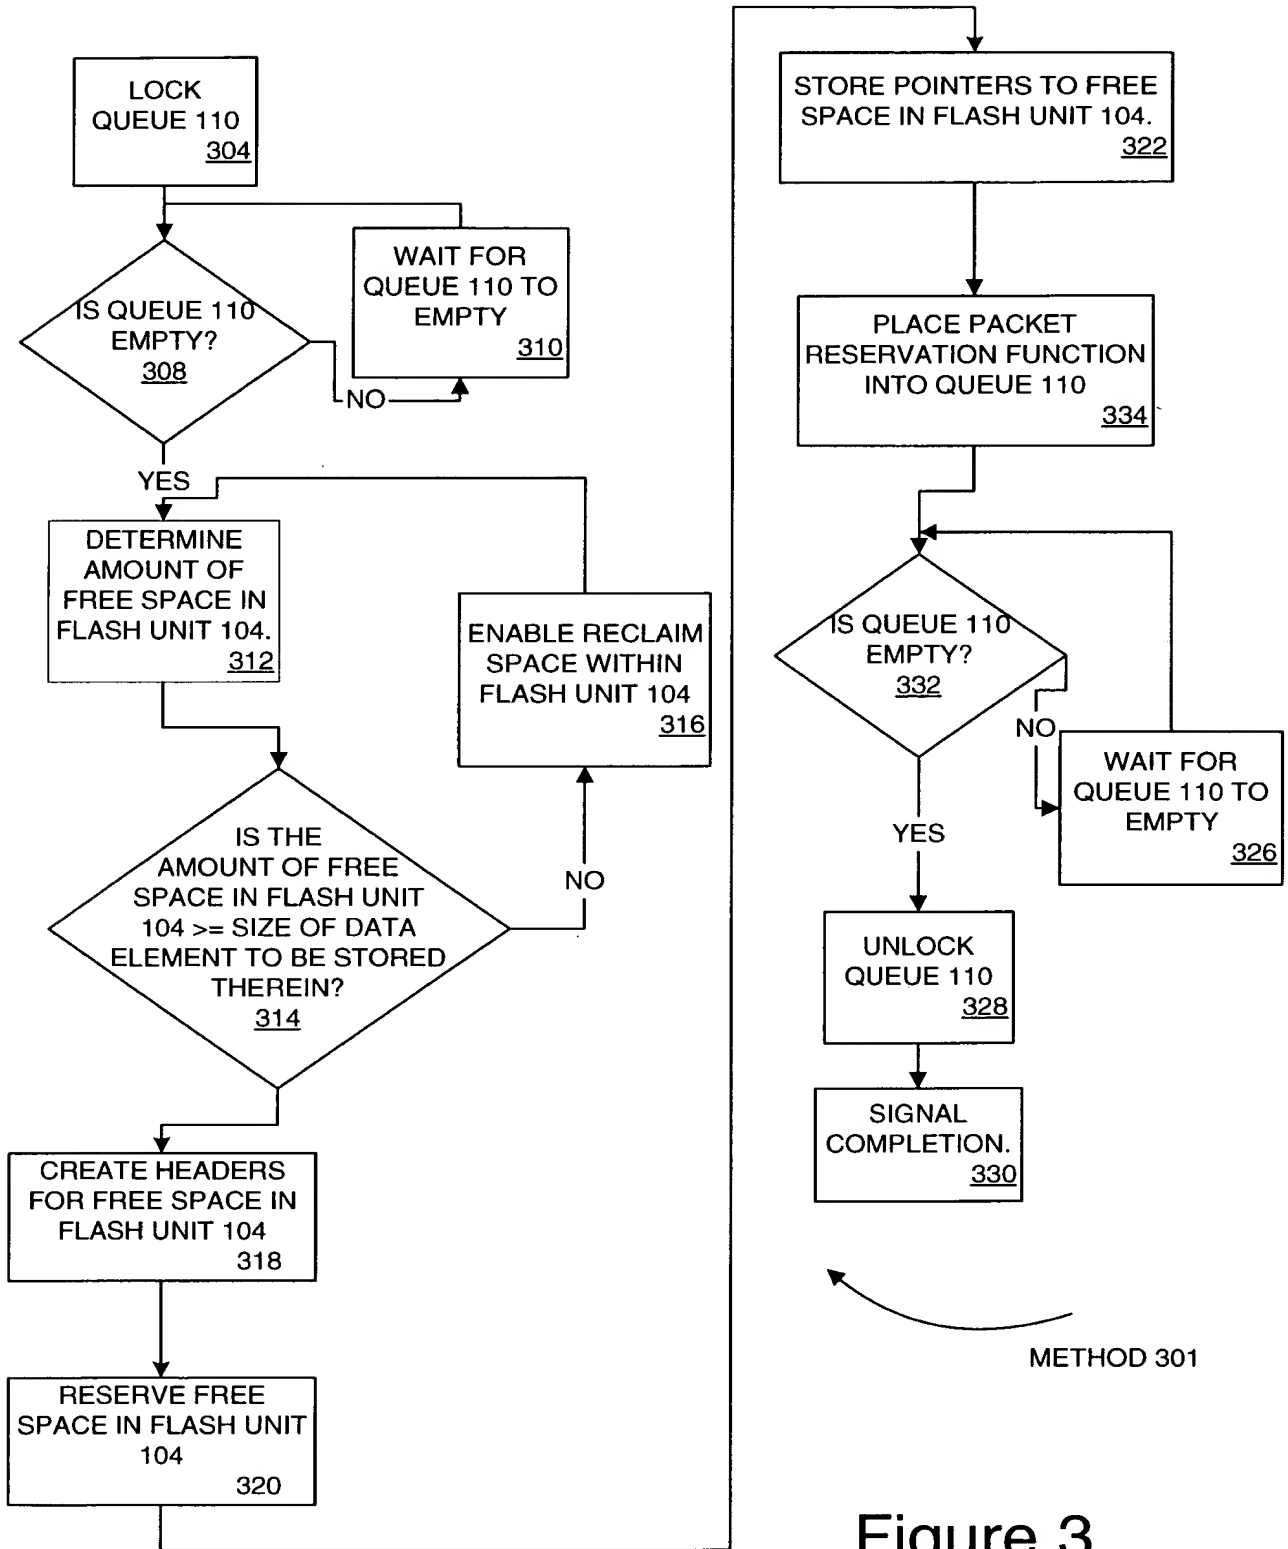 LOCK
QUEUE 110
304
IS QUEUE 110
EMPTY?
308
WAIT FOR
QUEUE 110 TO
EMPTY
310
NO
YES
DETERMINE
AMOUNT OF
FREE SPACE IN
FLASH UNIT 104.
312
ENABLE RECLAIM
SPACE WITHIN
FLASH UNIT 104
316
IS THE
AMOUNT OF FREE
SPACE IN FLASH UNIT
104 >= SIZE OF DATA
ELEMENT TO BE STORED
THEREIN?
314
NO
CREATE HEADERS
FOR FREE SPACE IN
FLASH UNIT 104
318
RESERVE FREE
SPACE IN FLASH UNIT
104
320
STORE POINTERS TO FREE
SPACE IN FLASH UNIT 104.
322
PLACE PACKET
RESERVATION FUNCTION
INTO QUEUE 110
334
IS QUEUE 110
EMPTY?
332
NO
WAIT FOR
QUEUE 110 TO
EMPTY
326
YES
UNLOCK
QUEUE 110
328
SIGNAL
COMPLETION.
330
METHOD 301
Figure 3